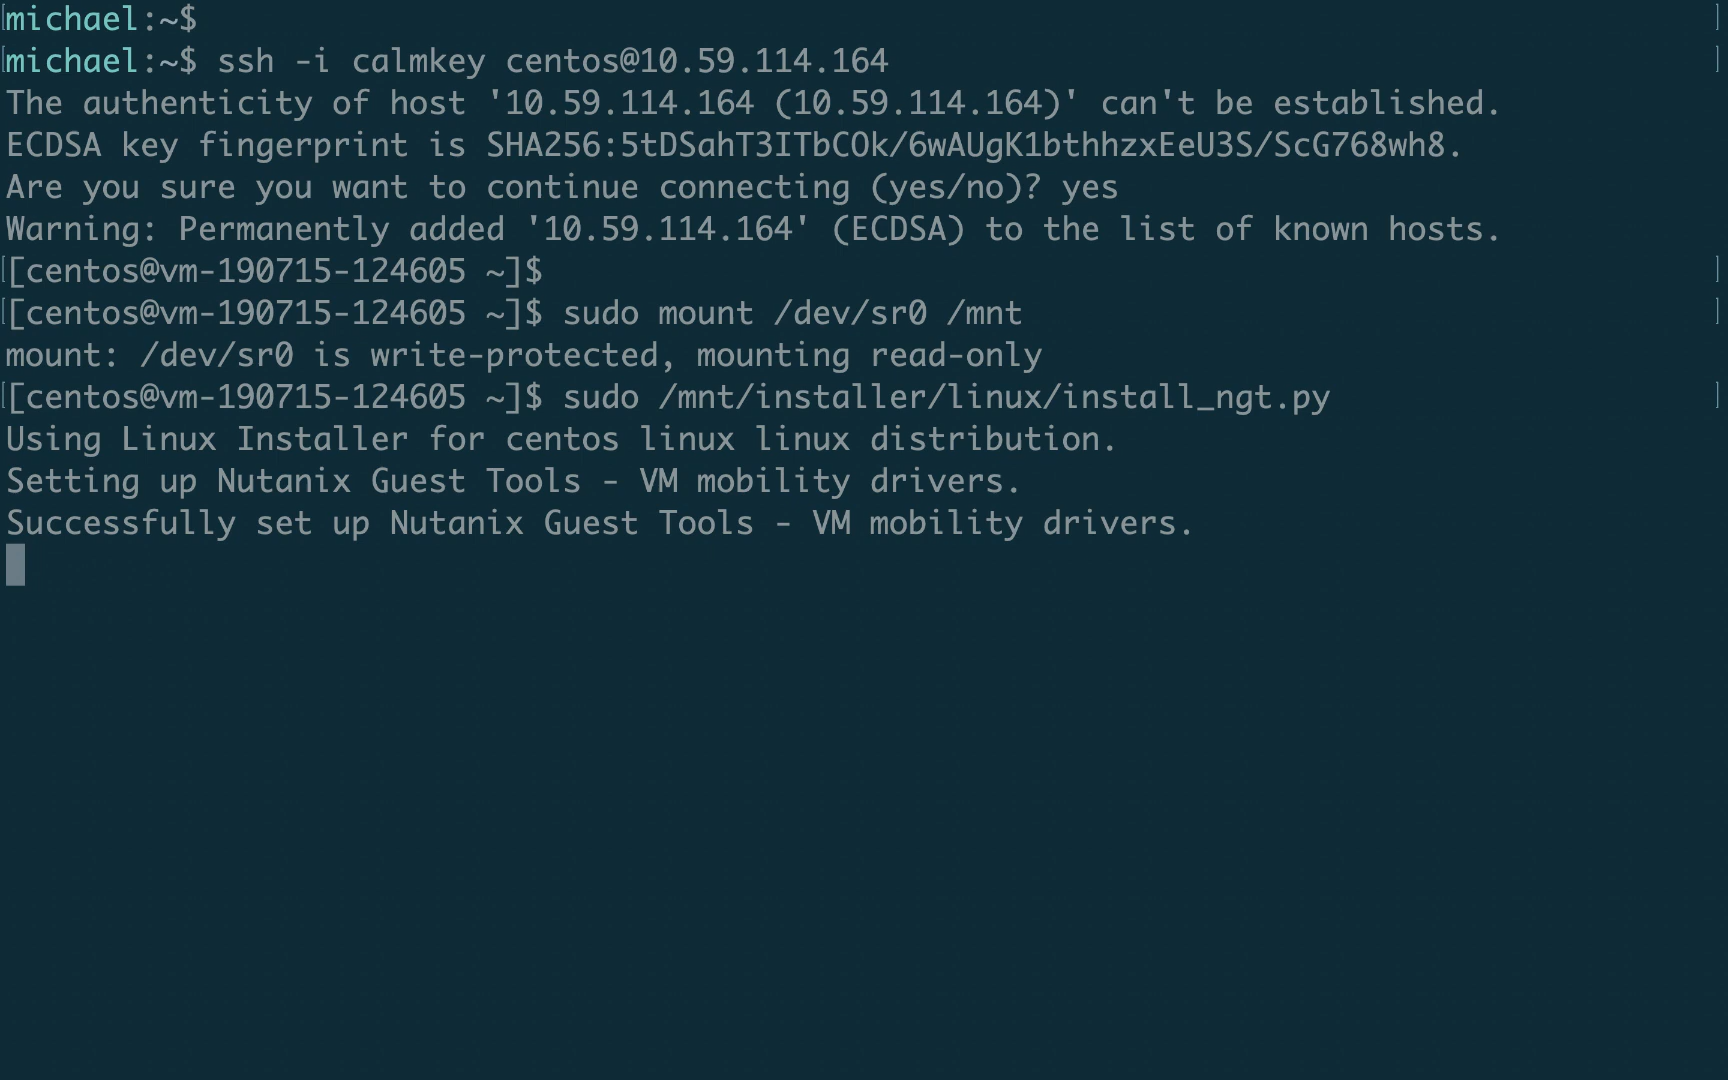 michael:~$
michael:~$ ssh -i calmkey centos@10.59.114.164
The authenticity of host '10.59.114.164 (10.59.114.164)' can't be established.
ECDSA key fingerprint is SHA256:5tDSahT3ITbCOk/6wAUgK1bthhzxEeU3S/ScG768wh8.
Are you sure you want to continue connecting (yes/no)? yes
Warning: Permanently added '10.59.114.164' (ECDSA) to the list of known hosts.
[centos@vm-190715-124605 ~]$
[centos@vm-190715-124605 ~]$ sudo mount /dev/sr0 /mnt
mount: /dev/sr0 is write-protected, mounting read-only
[centos@vm-190715-124605 ~]$ sudo /mnt/installer/linux/install_ngt.py
Using Linux Installer for centos linux linux distribution.
Setting up Nutanix Guest Tools - VM mobility drivers.
Successfully set up Nutanix Guest Tools - VM mobility drivers.